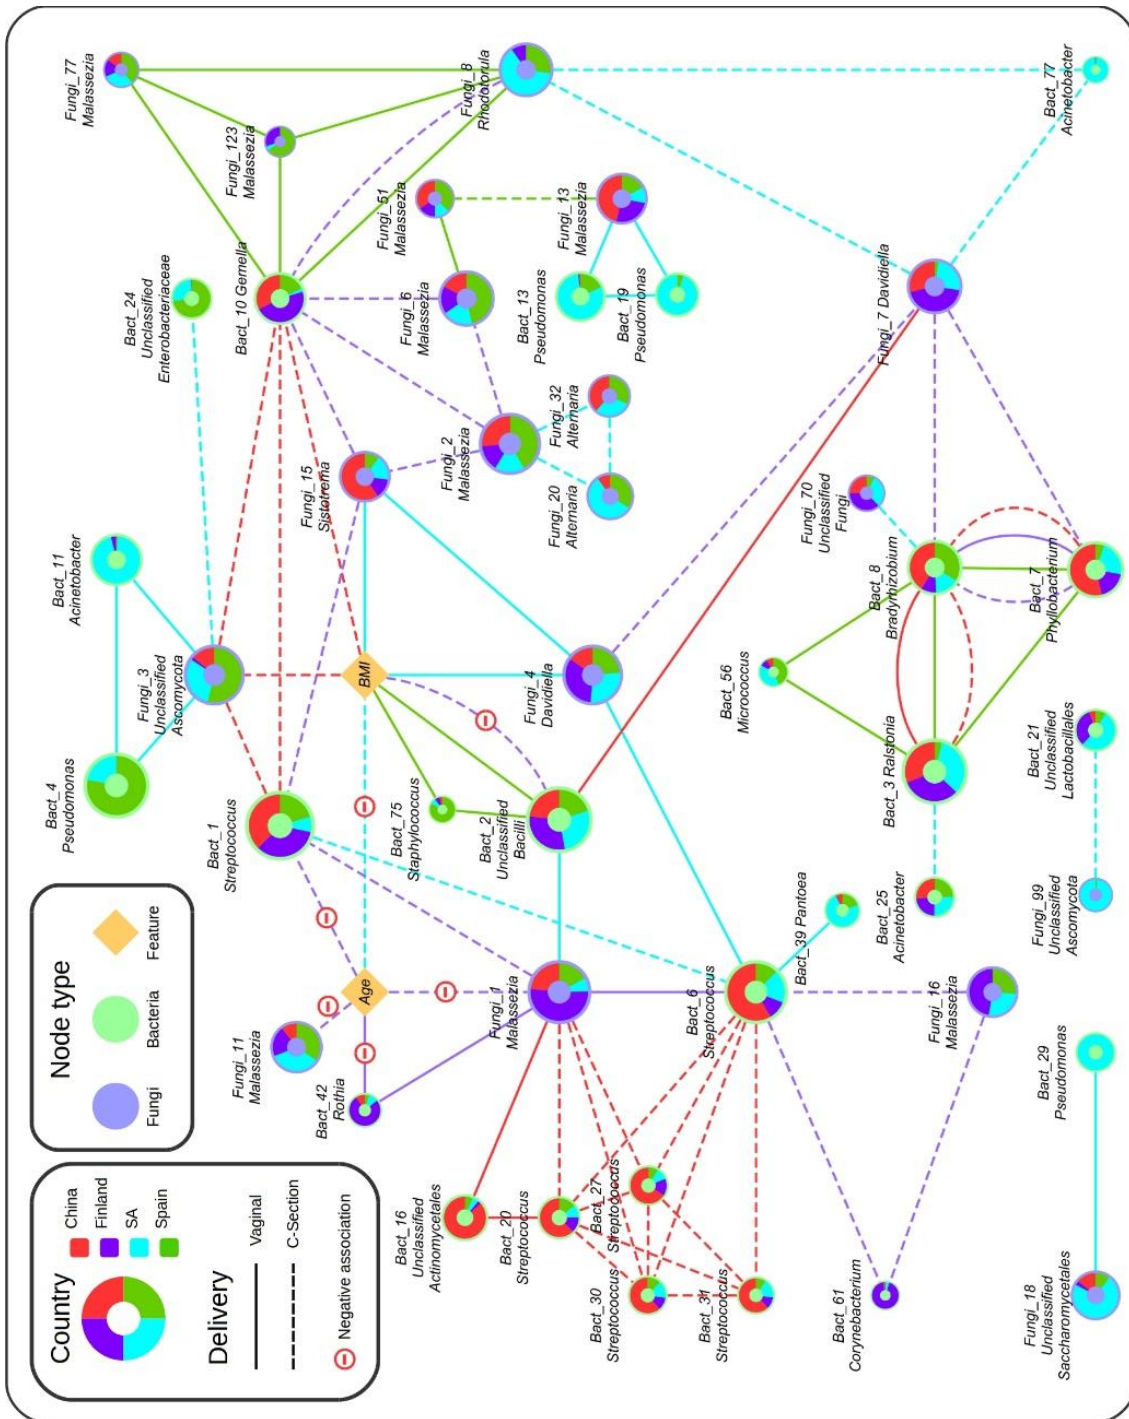 Country
China
Finland
SA
Spain
Delivery
Vaginal
C-Section
Negative association
Node type
Fungi
Bacteria
Feature
Bact_4
Pseudomonas
Bact_11
Acinetobacter
Bact_24
Unclassified
Enterobacteriaceae
Fungi_77
Malassezia
Fungi_3
Unclassified
Ascomycota
Fungi_123
Malassezia
Bact_1
Streptococcus
Bact_10 Gemella
Fungi_11
Malassezia
Bact_42
Rothia
Age
BMI
Fungi_15
Sistotrema
Fungi_51
Malassezia
Fungi_6
Malassezia
Fungi_8
Rhodotorula
Bact_16
Unclassified
Actinomycetales
Bact_75
Staphylococcus
Fungi_2
Malassezia
Bact_20
Streptococcus
Fungi_1
Malassezia
Bact_2
Unclassified
Bacilli
Fungi_4
Davidiella
Fungi_20
Alternaria
Fungi_32
Alternaria
Bact_13
Pseudomonas
Fungi_13
Malassezia
Bact_30
Streptococcus
Bact_27
Streptococcus
Bact_19
Pseudomonas
Bact_31
Streptococcus
Bact_6
Streptococcus
Bact_39 Pantoea
Bact_56
Micrococcus
Fungi_70
Unclassified
Fungi
Bact_61
Corynebacterium
Fungi_16
Malassezia
Bact_25
Acinetobacter
Bact_3 Ralstonia
Bact_8
Bradyrhizobium
Fungi_7 Davidiella
Fungi_18
Unclassified
Saccharomycetales
Bact_29
Pseudomonas
Fungi_99
Unclassified
Ascomycota
Bact_21
Unclassified
Lactobacillales
Bact_7
Phyllobacterium
Bact_77
Acinetobacter